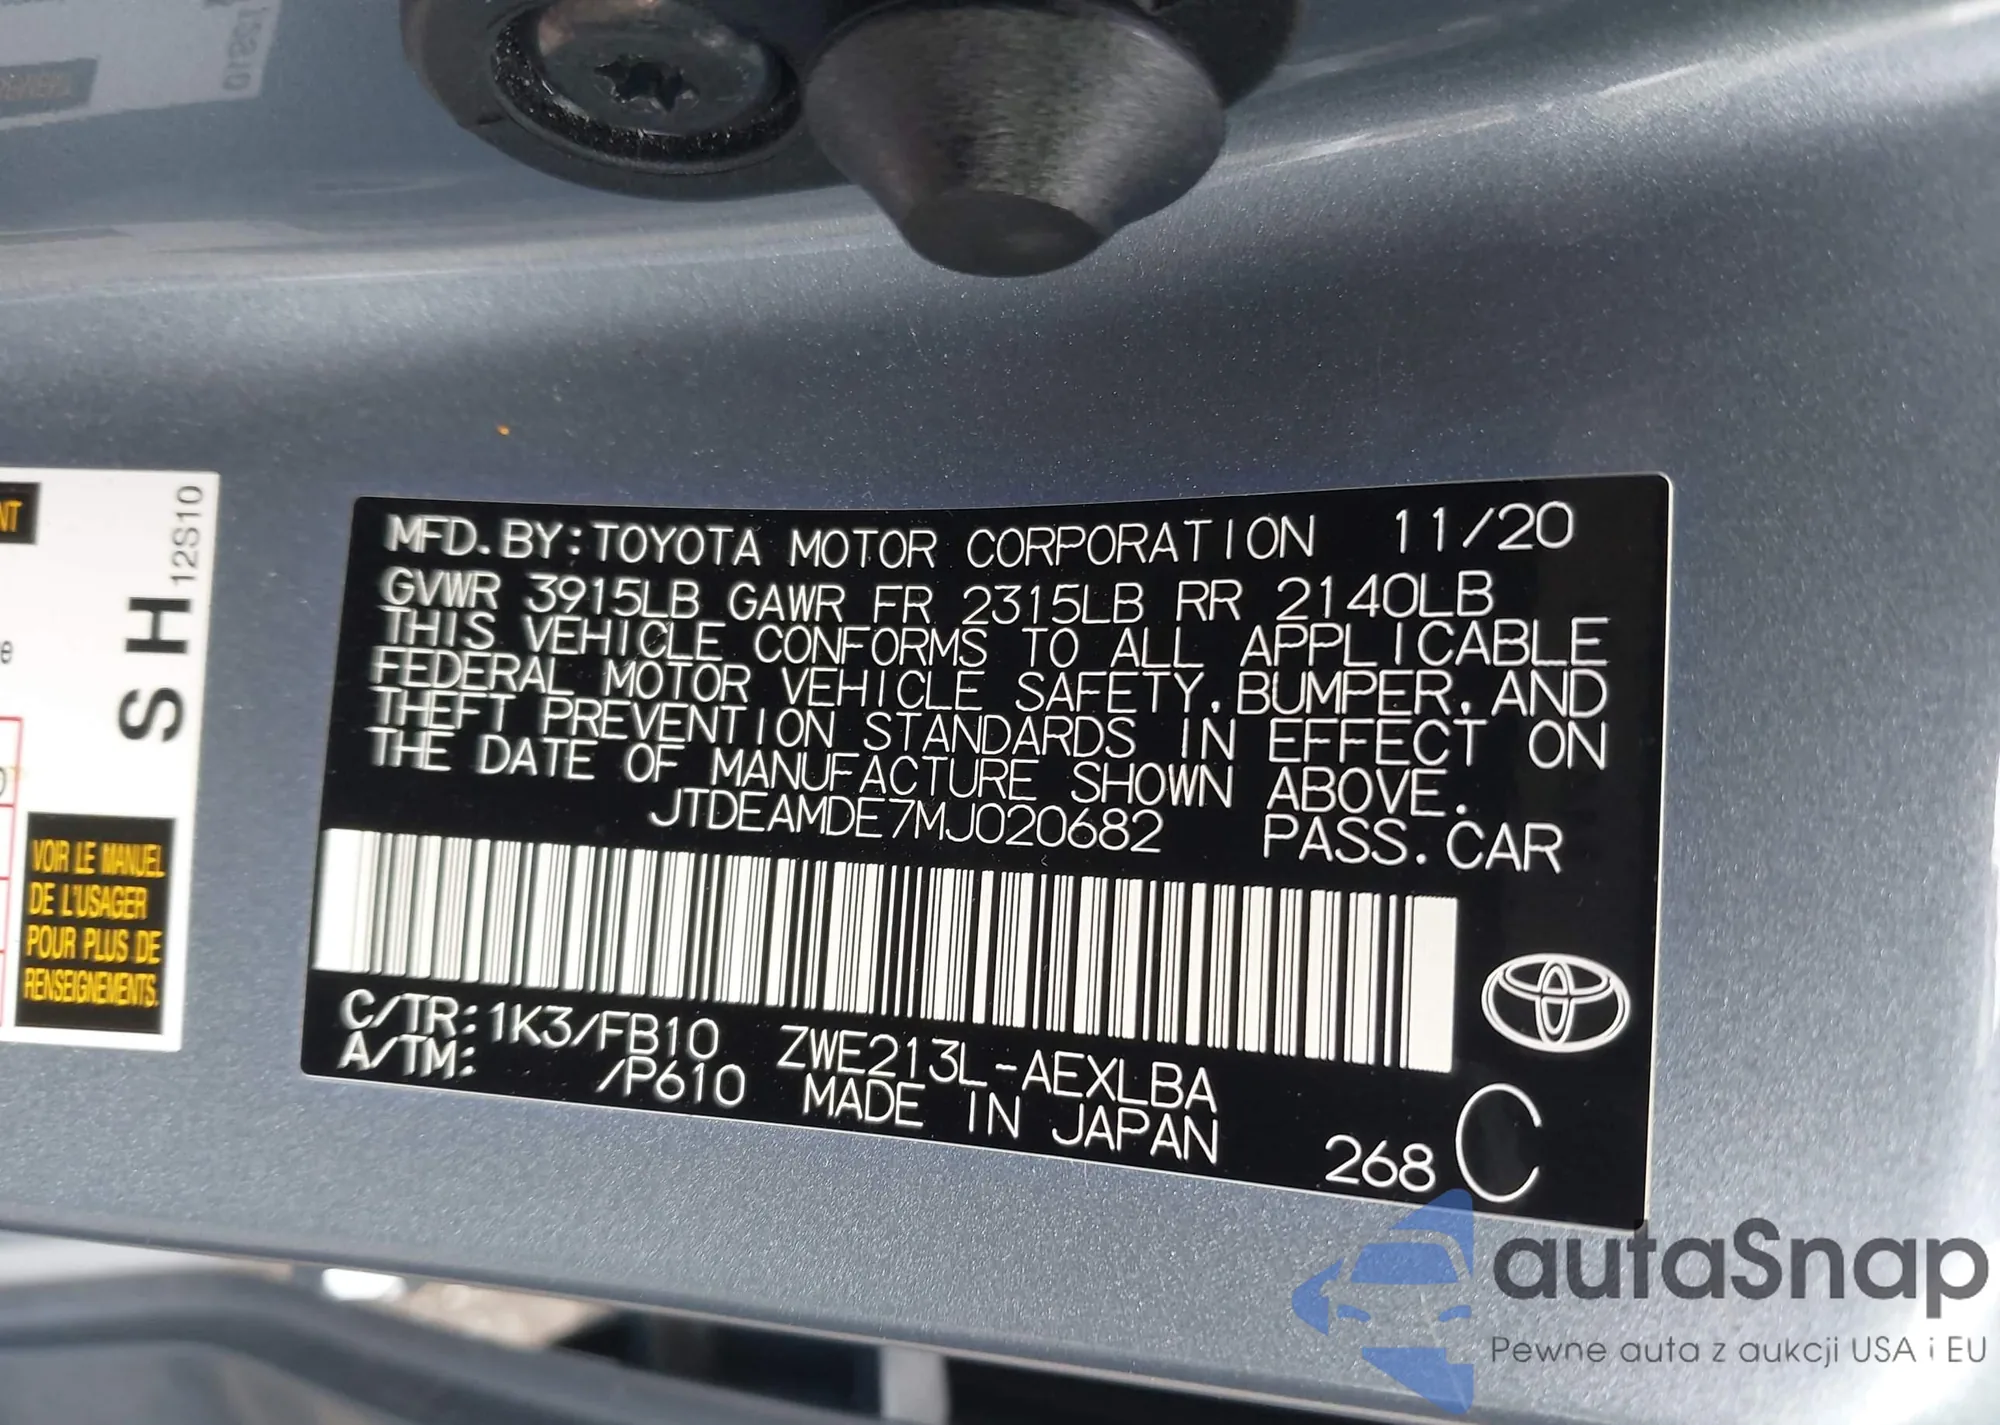 NT
12S10
S H
e
VOIR LE MANUEL
DE L'USAGER
POUR PLUS DE
RENSEIGNEMENTS.
MFD. BY: TOYOTA MOTOR CORPORATION 11/20
GVWR 3915LB GAWR FR 2315LB RR 2140LB
THIS VEHICLE CONFORMS TO ALL APPLICABLE
FEDERAL MOTOR VEHICLE SAFETY, BUMPER, AND
THEFT PREVENTION STANDARDS IN EFFECT ON
THE DATE OF MANUFACTURE SHOWN ABOVE.
JTDEAMDE7MJ020682 PASS. CAR
C/TR: 1K3/FB10 ZWE213L-AEXLBA
A/TM: /P610 MADE IN JAPAN
268 C
autaSnap
Pewne auta z aukcji USA i EU